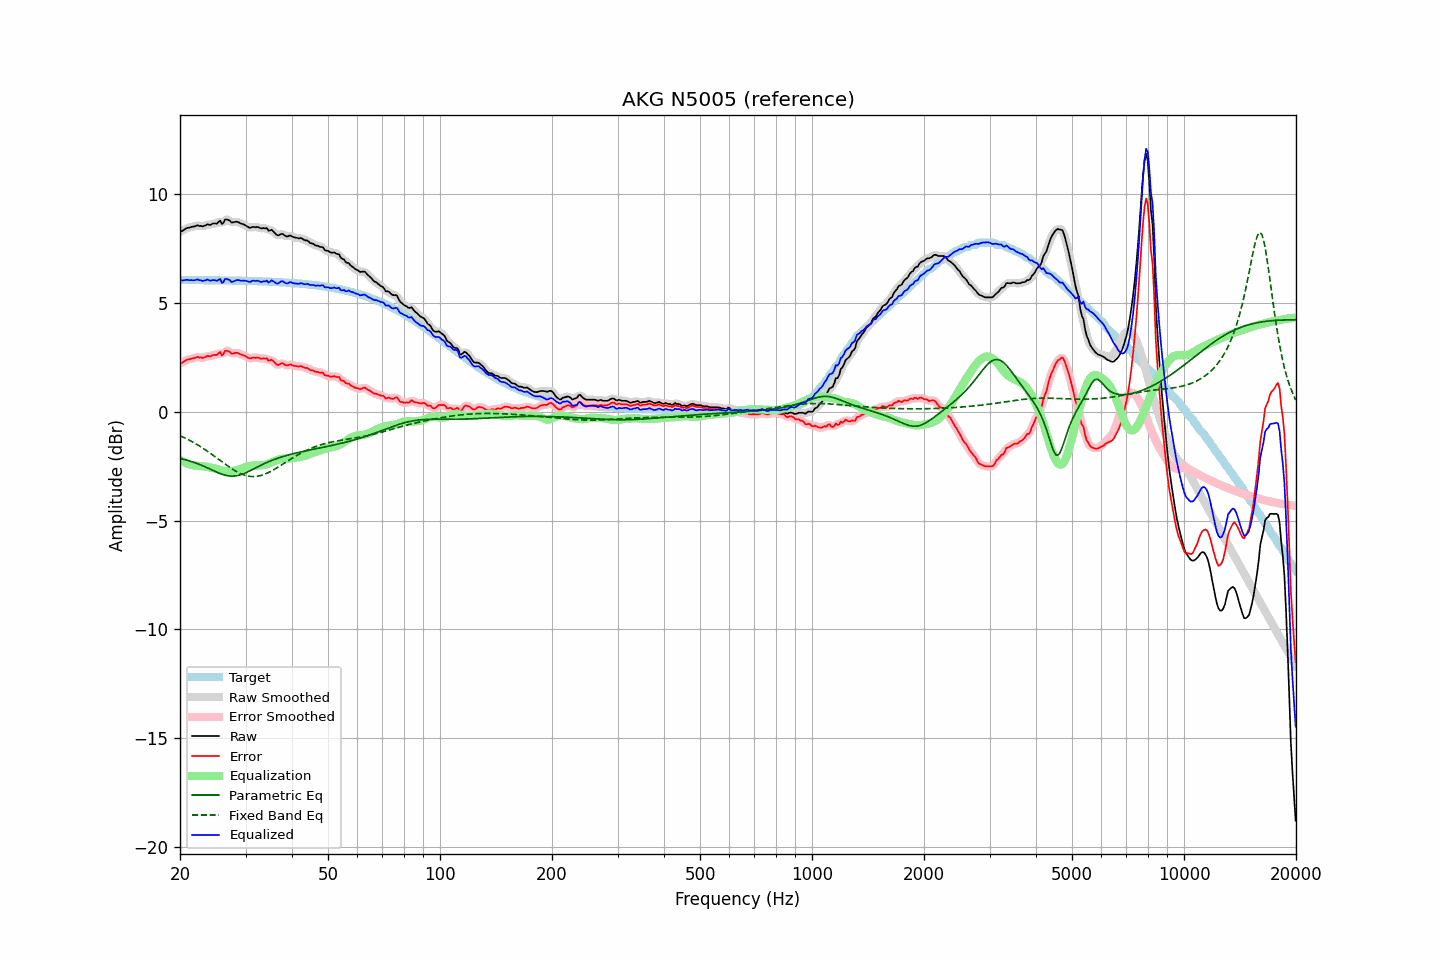 AKG N5005 (reference)
Amplitude (dBr)
10
5
0
−5
−10
−15
−20
Target
Raw Smoothed
Error Smoothed
Raw
Error
Equalization
Parametric Eq
Fixed Band Eq
Equalized
20 50 100 200 500 1000 2000 5000 10000 20000
Frequency (Hz)